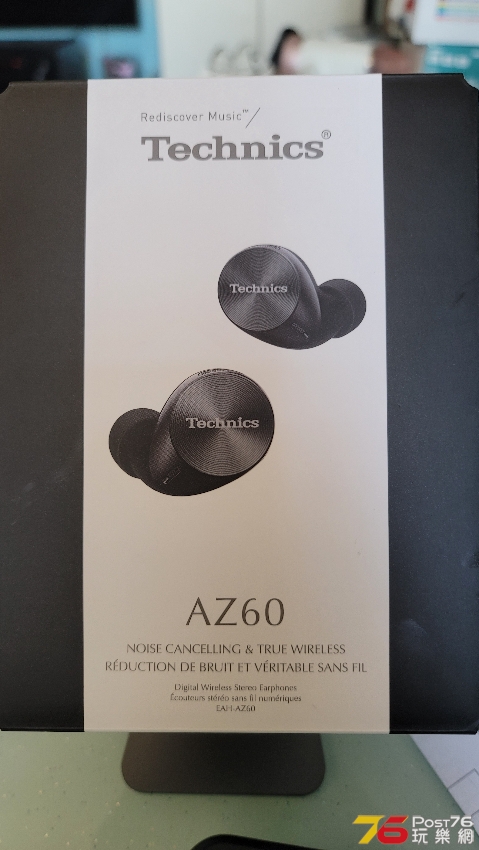 Rediscover Music™
Technics®
Technics
Technics
AZ60
NOISE CANCELLING & TRUE WIRELESS
RÉDUCTION DE BRUIT ET VÉRITABLE SANS FIL
Digital Wireless Stereo Earphones
Écouteurs stéréo sans fil numériques
EAH-AZ60
76 Post76
玩樂網